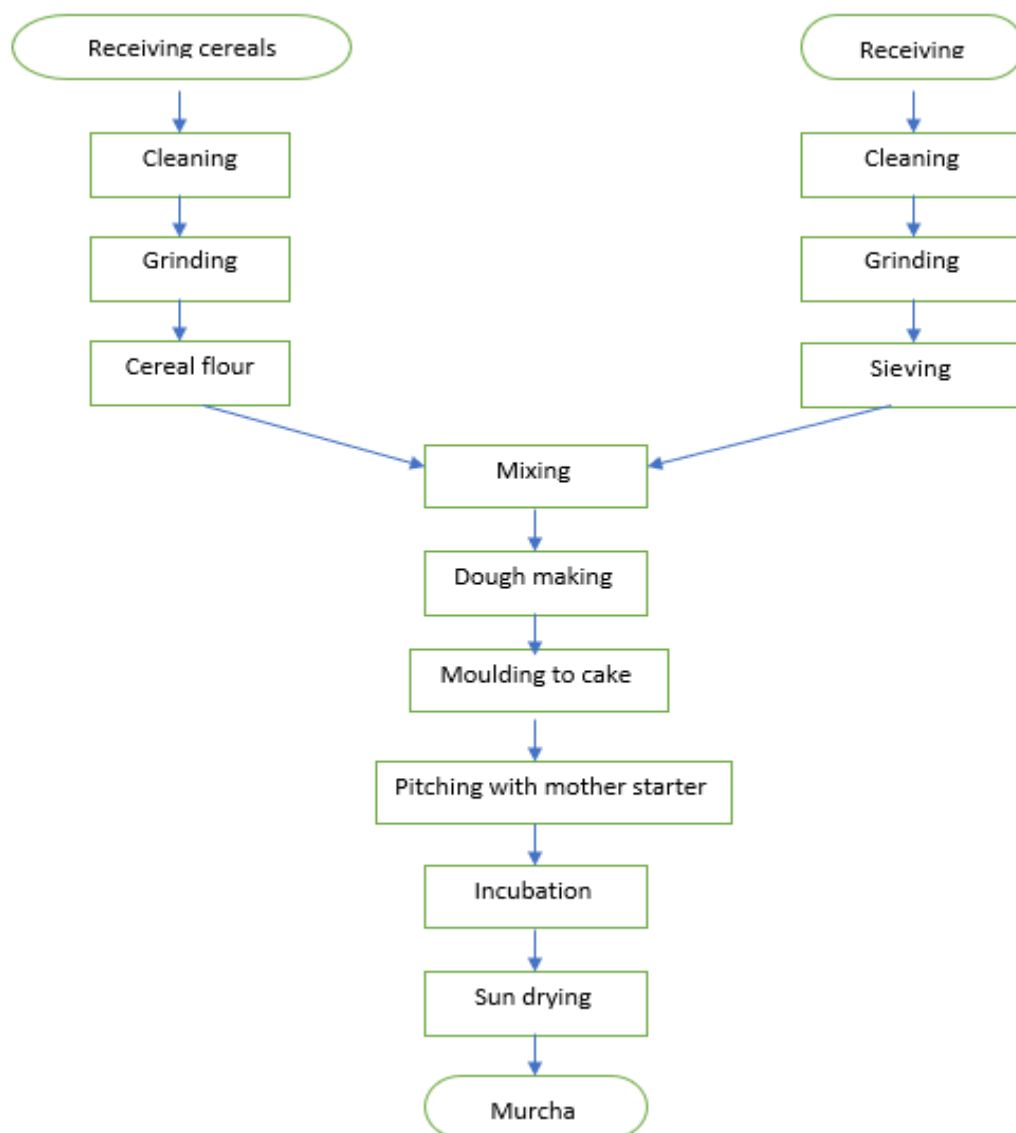 Receiving cereals
Cleaning
Grinding
Cereal flour
Receiving
Cleaning
Grinding
Sieving
Mixing
Dough making
Moulding to cake
Pitching with mother starter
Incubation
Sun drying
Murcha